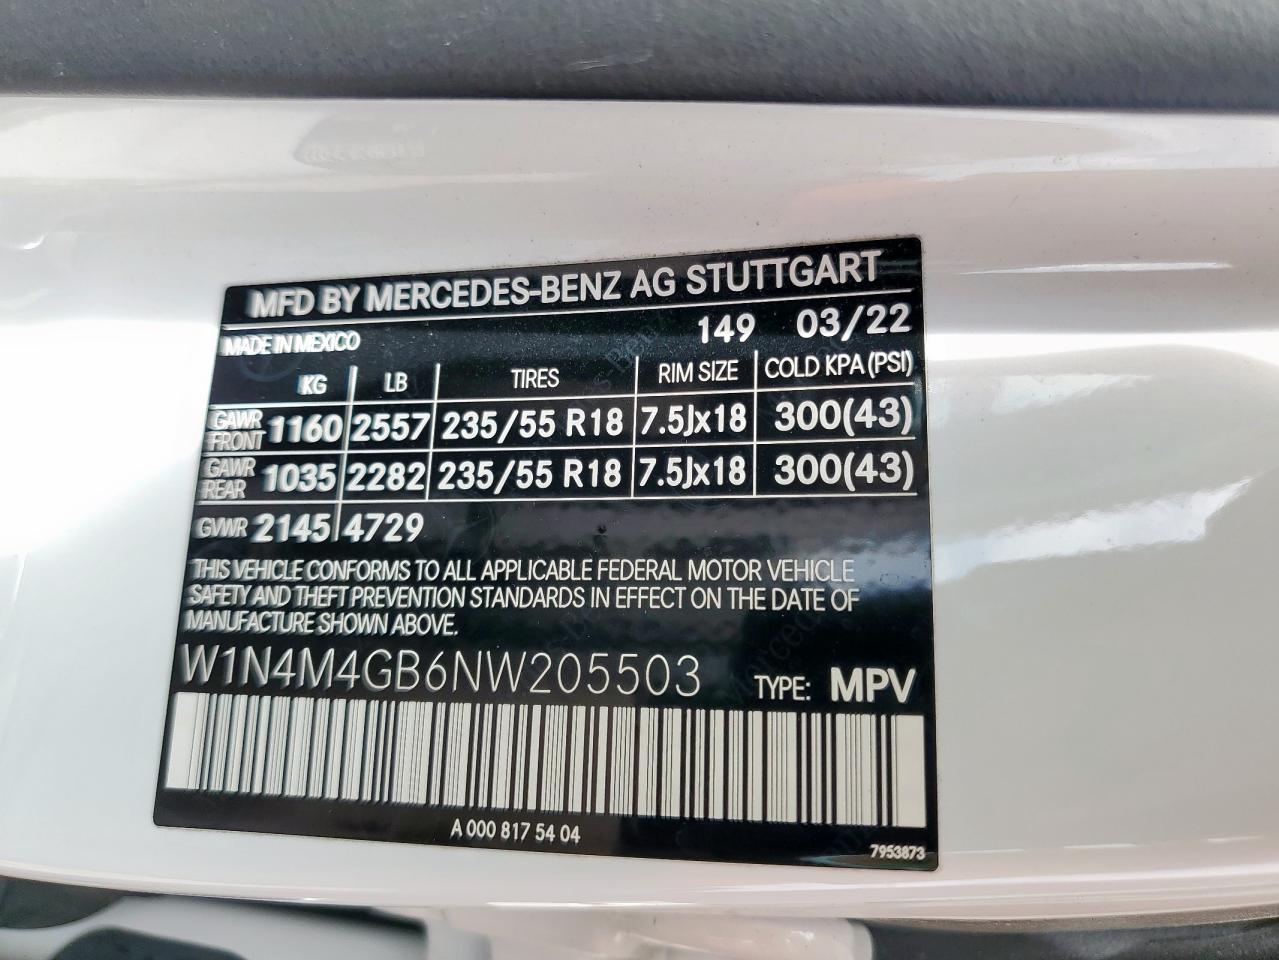 MFD BY MERCEDES-BENZ AG STUTTGART
149 03/22
MADE IN MEXICO
KG LB TIRES RIM SIZE COLD KPA (PSI)
GAWR FRONT 1160 2557 235/55 R18 7.5Jx18 300(43)
GAWR REAR 1035 2282 235/55 R18 7.5Jx18 300(43)
GVWR 2145 4729
THIS VEHICLE CONFORMS TO ALL APPLICABLE FEDERAL MOTOR VEHICLE
SAFETY AND THEFT PREVENTION STANDARDS IN EFFECT ON THE DATE OF
MANUFACTURE SHOWN ABOVE.
W1N4M4GB6NW205503 TYPE: MPV
A 000 817 54 04
7953873